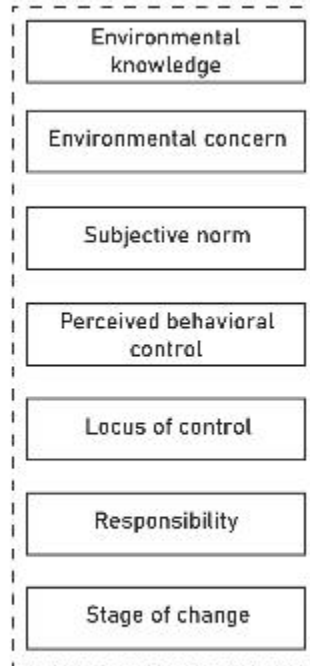 Environmental
knowledge
Environmental concern
Subjective norm
Perceived behavioral
control
Locus of control
Responsibility
Stage of change